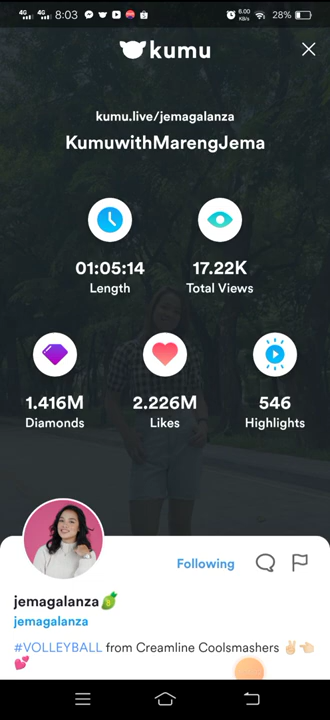 4G 4G 8:03 6.00 KB/s 28%
kumu
kumu.live/jemagalanza
KumuwithMarengJema
01:05:14 17.22K
Length Total Views
1.416M 2.226M 546
Diamonds Likes Highlights
Following
jemagalanza
jemagalanza
#VOLLEYBALL from Creamline Coolsmashers ✌🏻👈🏻
💕